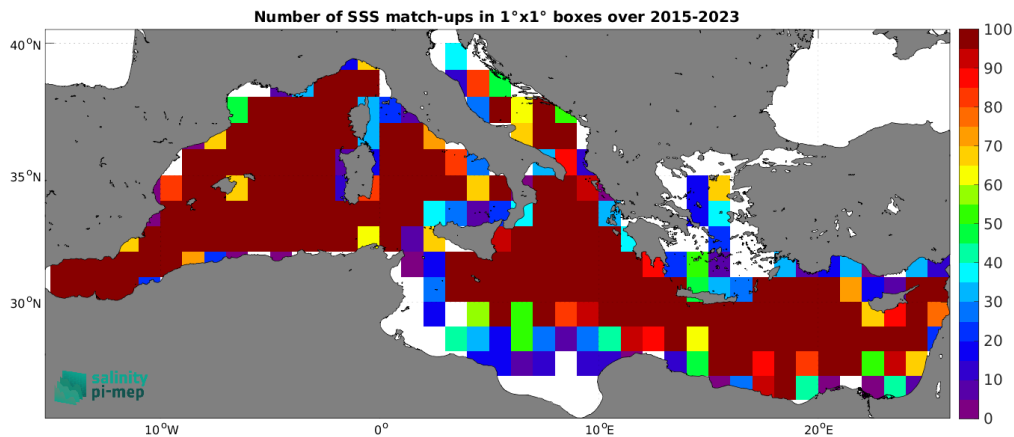 Number of SSS match-ups in 1°x1° boxes over 2015-2023
40°N
35°N
30°N
10°W
0°
10°E
20°E
100
90
80
70
60
50
40
30
20
10
0
salinity
pi-mep